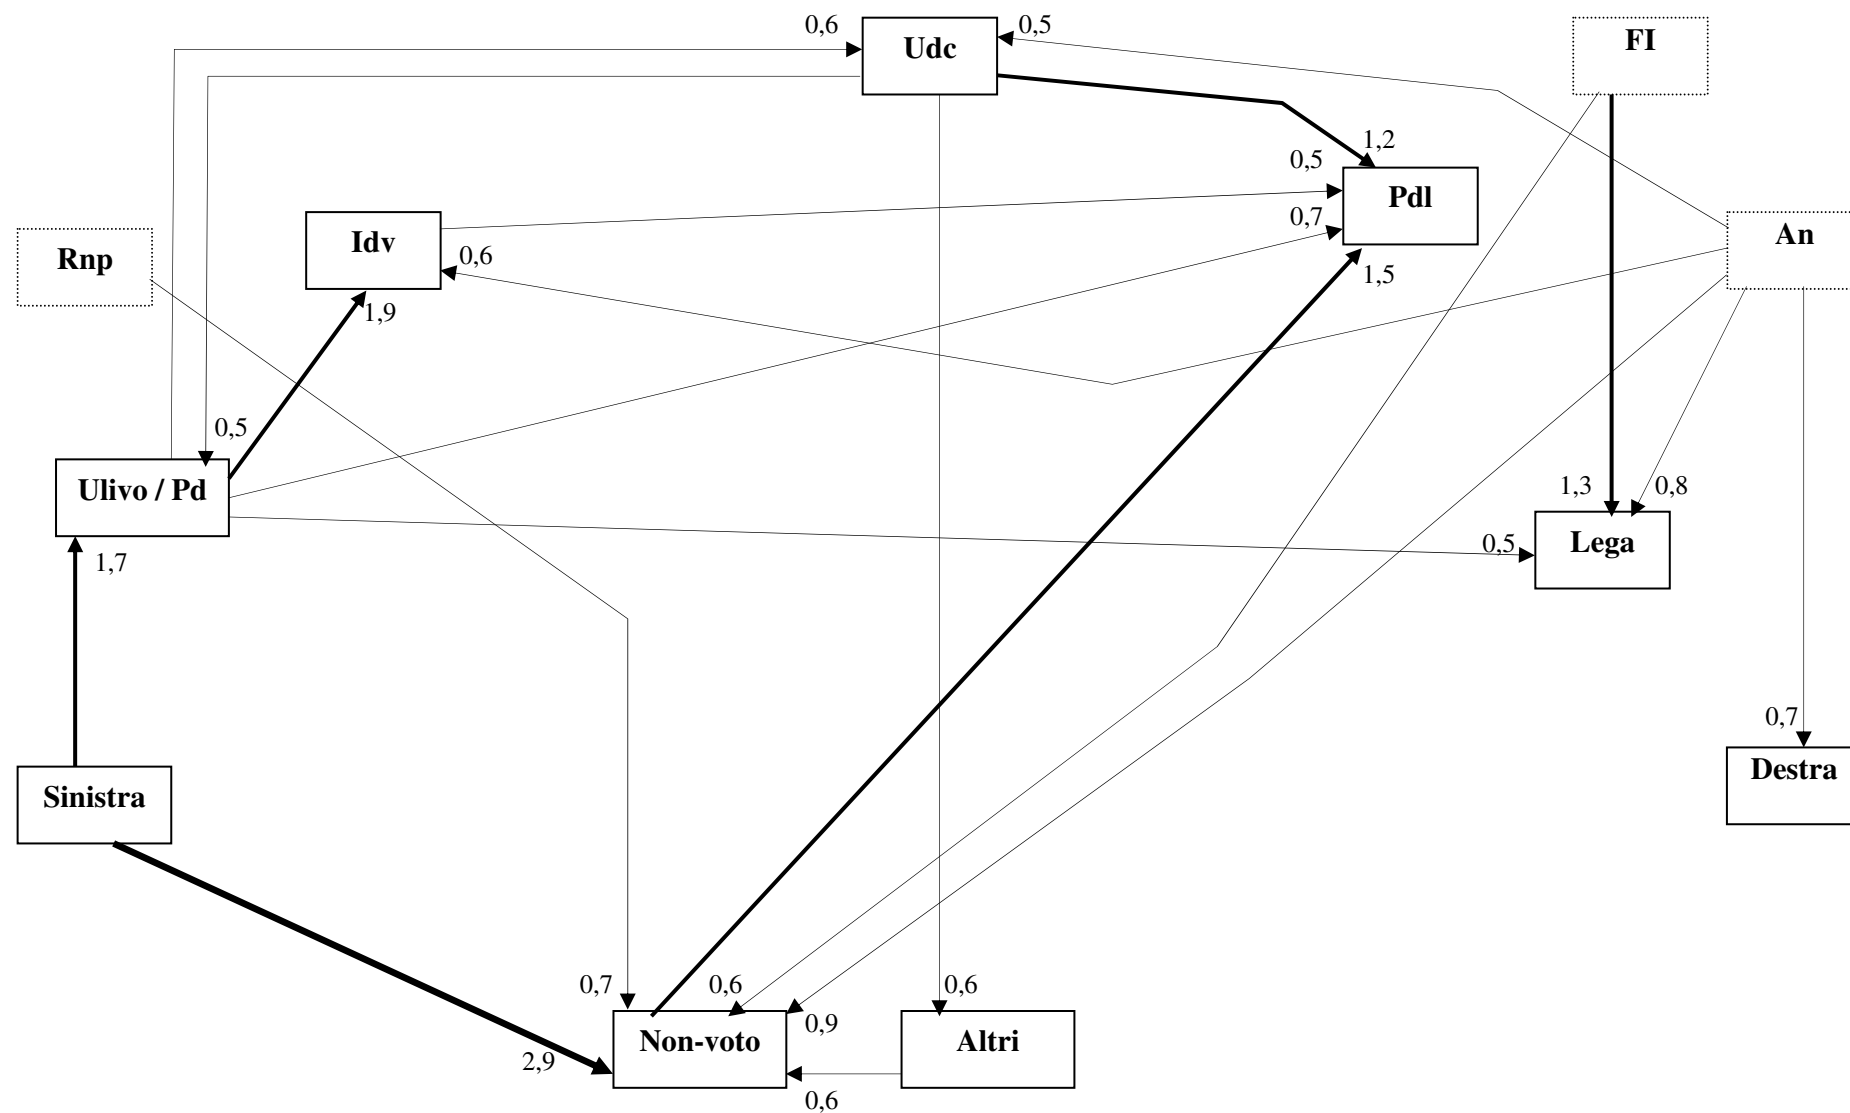 0,6
Udc
0,5
FI
1,2
0,5
Pdl
0,7
An
Idv
Rnp
0,6
1,5
1,9
0,5
Ulivo / Pd
1,3
0,8
0,5
Lega
1,7
0,7
Sinistra
Destra
0,7
0,6
0,6
0,9
Non-voto
Altri
2,9
0,6